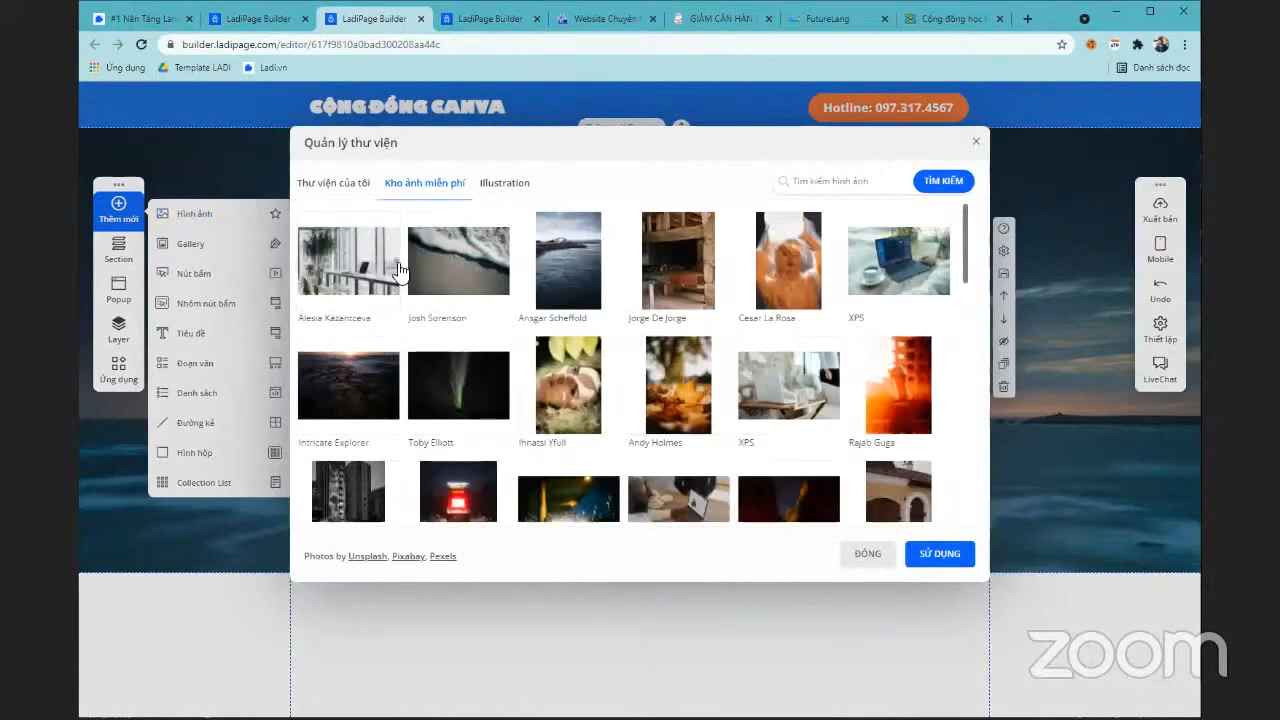 #1 Nền Tảng Lan
LadiPage Builder
LadiPage Builder
LadiPage Builder
Website Chuyên
GIẢM CÂN HÀN
FutureLang
Cộng đồng học
builder.ladipage.com/editor/617f9810a0bad300208aa44c
Ứng dụng
Template LADI
Ladi.vn
Danh sách đọc
CỘNG ĐỒNG CANVA
Hotline: 097.317.4567
Quản lý thư viện
Thư viện của tôi
Kho ảnh miễn phí
Illustration
Tìm kiếm hình ảnh
TÌM KIẾM
Thêm mới
Section
Popup
Layer
Ứng dụng
Hình ảnh
Gallery
Nút bấm
Nhóm nút bấm
Tiêu đề
Đoạn văn
Danh sách
Đường kẻ
Hình hộp
Collection List
Alesia Kazantceva
Josh Sorenson
Ansgar Scheffold
Jorge De Jorge
Cesar La Rosa
XPS
Intricate Explorer
Toby Elliott
Ihnatsi Yfull
Andy Holmes
XPS
Rajab Guga
Photos by Unsplash, Pixabay, Pexels
ĐÓNG
SỬ DỤNG
Xuất bản
Mobile
Undo
Thiết lập
LiveChat
zoom